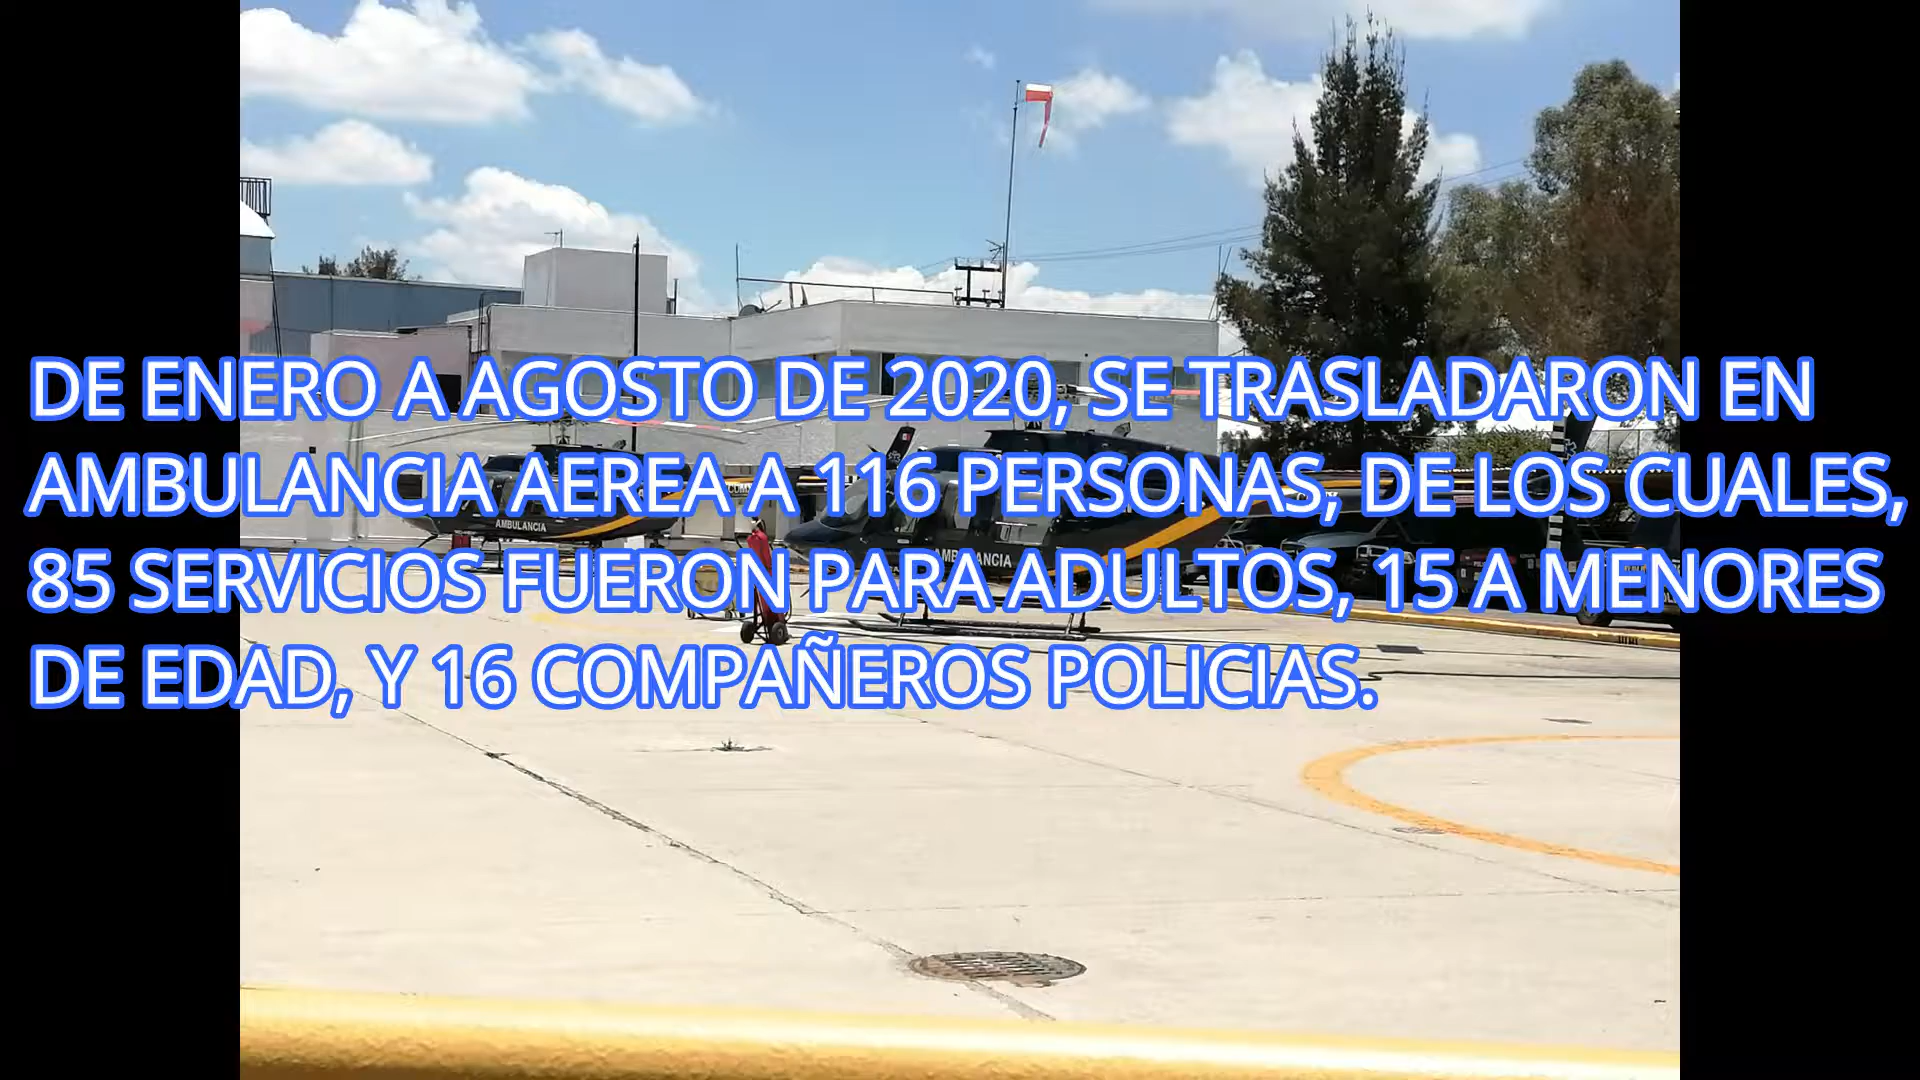 DE ENERO A AGOSTO DE 2020, SE TRASLADARON EN
AMBULANCIA AEREA A 116 PERSONAS, DE LOS CUALES,
85 SERVICIOS FUERON PARA ADULTOS, 15 A MENORES
DE EDAD, Y 16 COMPAÑEROS POLICIAS.
AMBULANCIA
AMBULANCIA